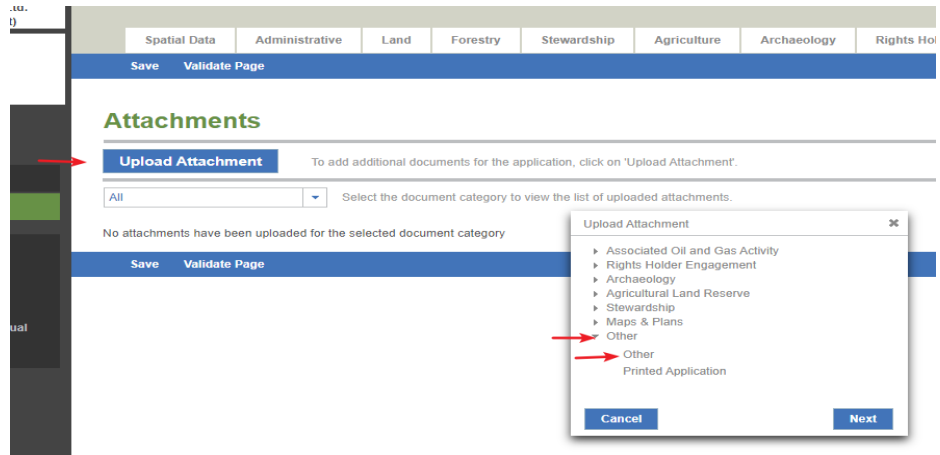 t)
Spatial Data Administrative Land Forestry Stewardship Agriculture Archaeology Rights Hol
Save Validate Page
Attachments
Upload Attachment To add additional documents for the application, click on 'Upload Attachment'.
All Select the document category to view the list of uploaded attachments.
No attachments have been uploaded for the selected document category
Save Validate Page
ual
Upload Attachment
Associated Oil and Gas Activity
Rights Holder Engagement
Archaeology
Agricultural Land Reserve
Stewardship
Maps & Plans
Other
Other
Printed Application
Cancel Next